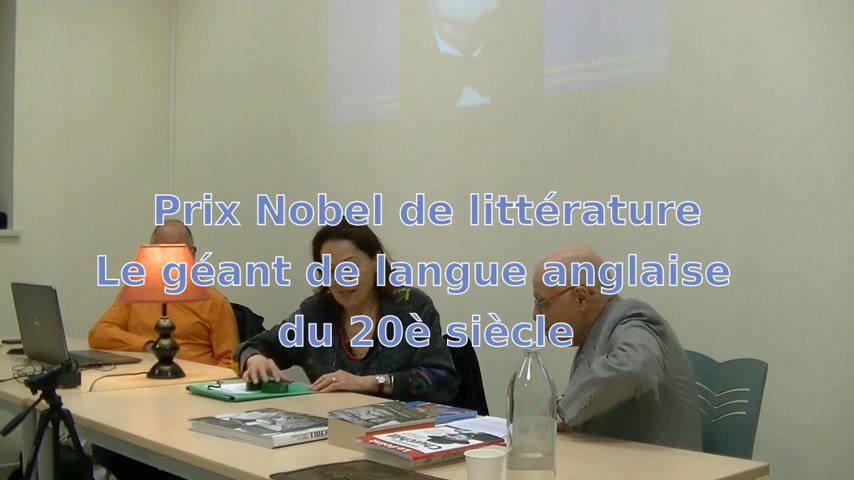 Prix Nobel de littérature
Le géant de langue anglaise
du 20è siècle